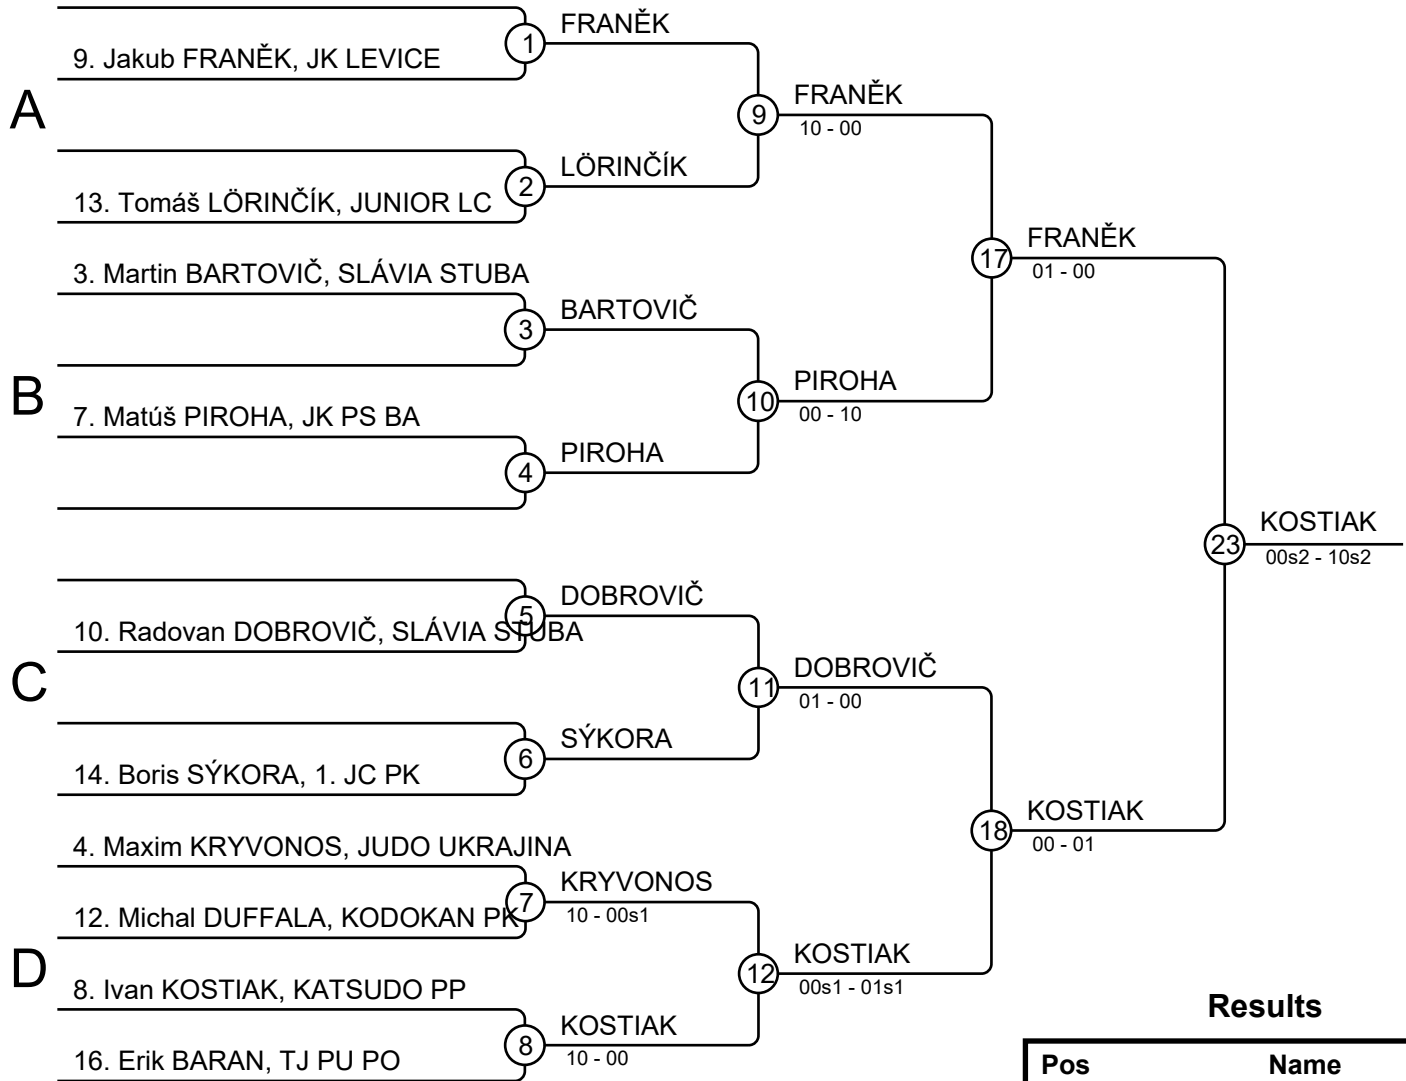 FRANĚK
1
9. Jakub FRANĚK, JK LEVICE
A
FRANĚK
9
10 - 00
LÖRINČÍK
2
13. Tomáš LÖRINČÍK, JUNIOR LC
FRANĚK
17
01 - 00
3. Martin BARTOVIČ, SLÁVIA STUBA
BARTOVIČ
3
B
PIROHA
10
00 - 10
7. Matúš PIROHA, JK PS BA
PIROHA
4
KOSTIAK
23
00s2 - 10s2
DOBROVIČ
5
10. Radovan DOBROVIČ, SLÁVIA STUBA
C
DOBROVIČ
11
01 - 00
SÝKORA
6
14. Boris SÝKORA, 1. JC PK
KOSTIAK
18
00 - 01
4. Maxim KRYVONOS, JUDO UKRAJINA
KRYVONOS
7
10 - 00s1
12. Michal DUFFALA, KODOKAN PK
D
KOSTIAK
12
00s1 - 01s1
8. Ivan KOSTIAK, KATSUDO PP
KOSTIAK
8
10 - 00
16. Erik BARAN, TJ PU PO
Results
Pos Name